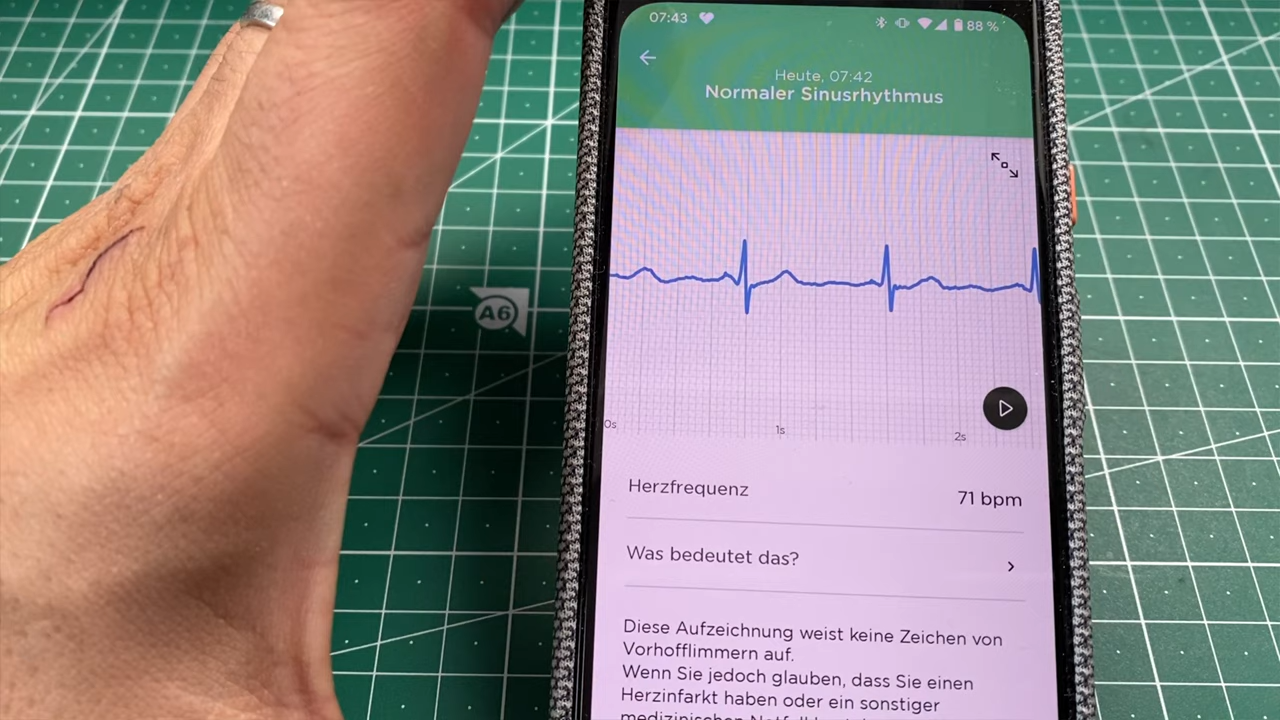 07:43
88 %
Heute, 07:42
Normaler Sinusrhythmus
0s 1s 2s
Herzfrequenz 71 bpm
Was bedeutet das?
Diese Aufzeichnung weist keine Zeichen von
Vorhofflimmern auf.
Wenn Sie jedoch glauben, dass Sie einen
Herzinfarkt haben oder ein sonstiger
A6